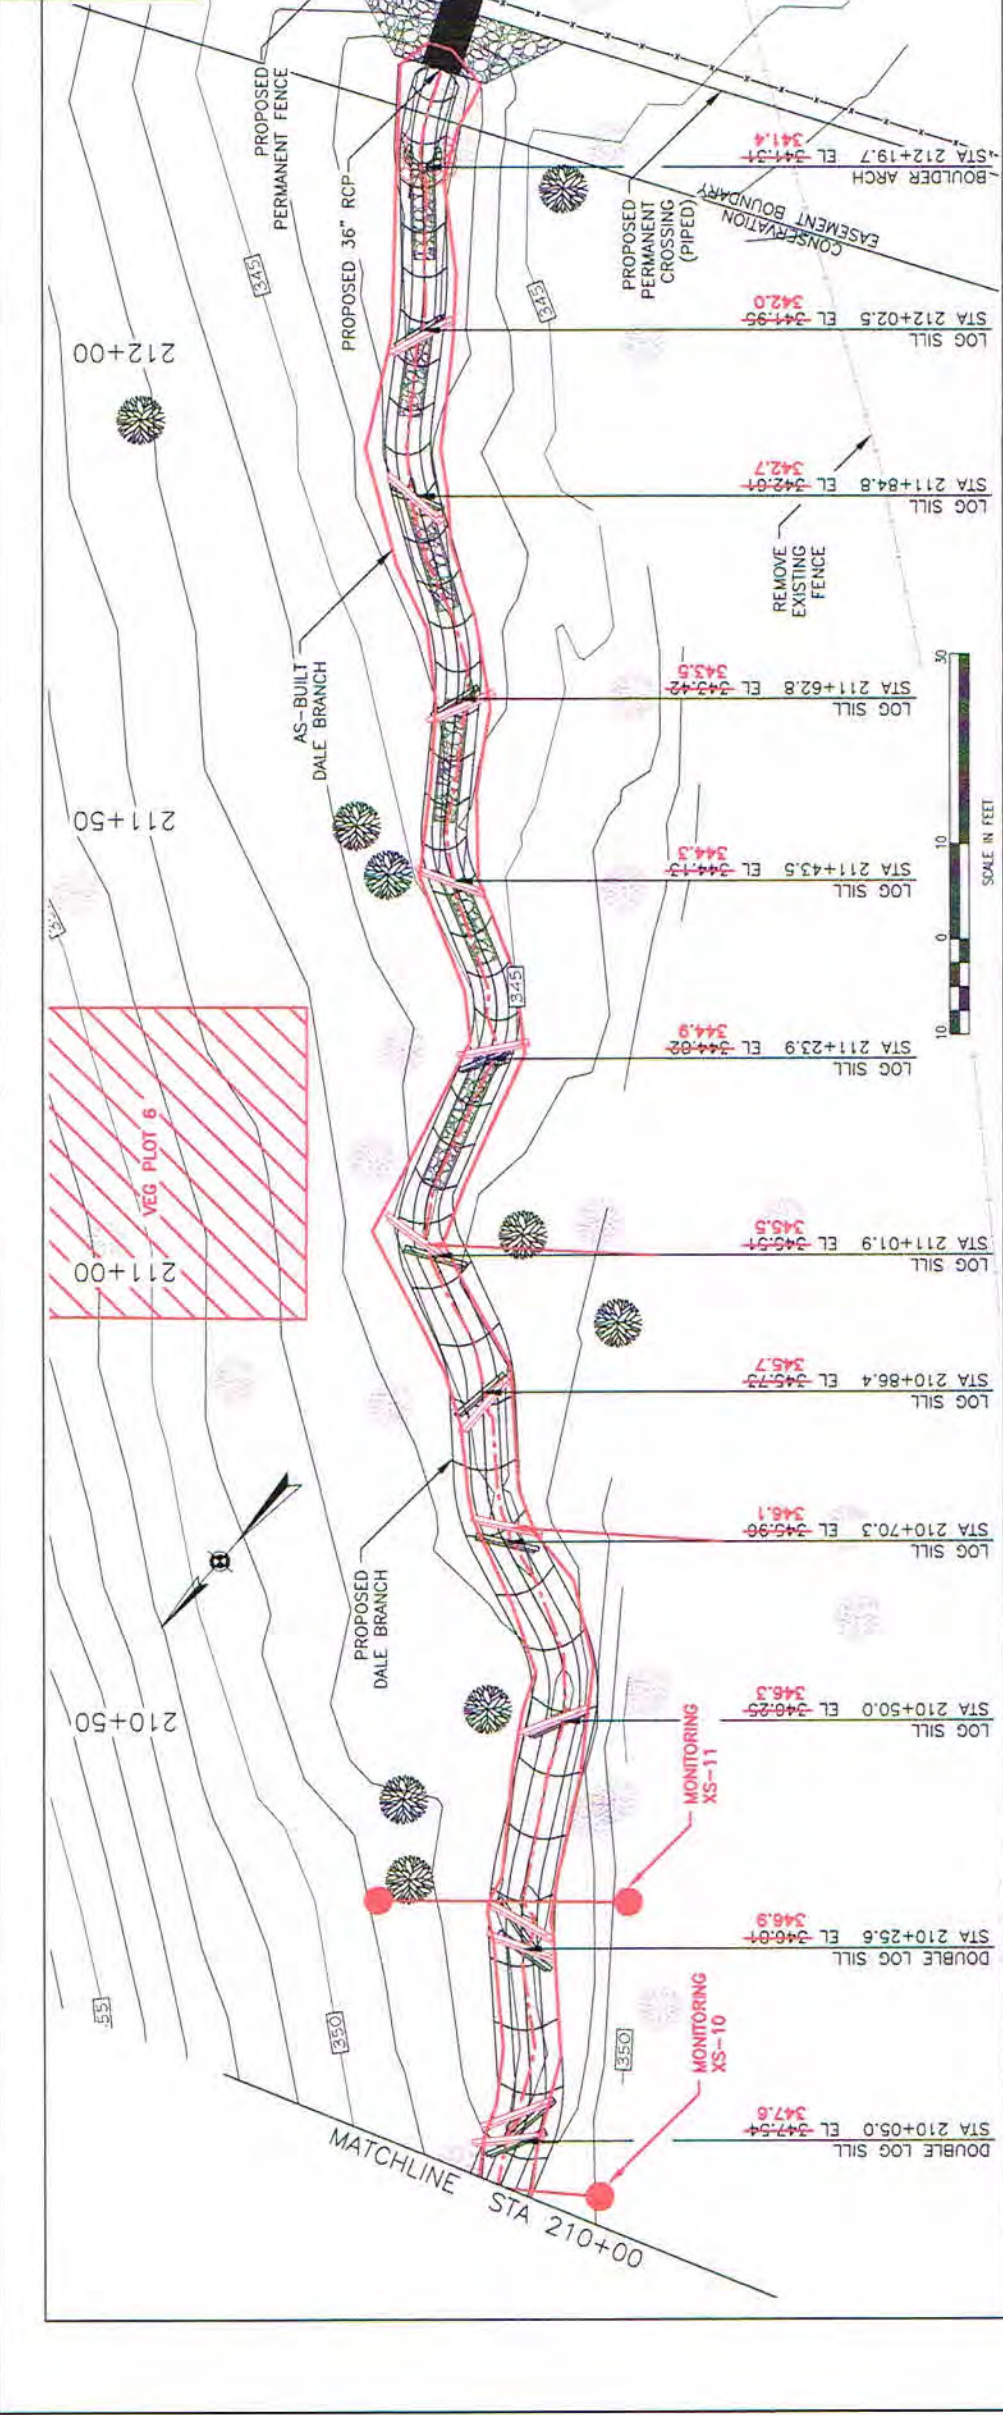 PROPOSED
PERMANENT FENCE
PROPOSED 36" RCP
345
212+00
BOULDER ARCH
STA 212+19.7 EL 341.31
341.4
CONSERVATION
EASEMENT BOUNDARY
PROPOSED
PERMANENT
CROSSING
(PIPED)
345
LOG SILL
STA 212+02.5 EL 341.95
342.0
LOG SILL
STA 211+84.8 EL 342.61
342.7
REMOVE
EXISTING
FENCE
AS-BUILT
DALE BRANCH
LOG SILL
STA 211+62.8 EL 343.42
343.5
211+50
LOG SILL
STA 211+43.5 EL 344.13
344.3
30
10
0
10
SCALE IN FEET
345
LOG SILL
STA 211+23.9 EL 344.82
344.9
VEG PLOT 6
211+00
LOG SILL
STA 211+01.9 EL 345.51
345.5
LOG SILL
STA 210+86.4 EL 345.73
345.7
LOG SILL
STA 210+70.3 EL 345.96
346.1
PROPOSED
DALE BRANCH
210+50
LOG SILL
STA 210+50.0 EL 346.25
346.3
MONITORING
XS-11
DOUBLE LOG SILL
STA 210+25.6 EL 346.81
346.9
350
350
MONITORING
XS-10
DOUBLE LOG SILL
STA 210+05.0 EL 347.54
347.6
MATCHLINE STA 210+00